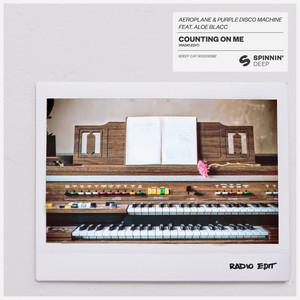 AEROPLANE & PURPLE DISCO MACHINE
FEAT. ALOE BLACC
COUNTING ON ME
(RADIO EDIT)
SPINNIN'
DEEP
RADIO EDIT